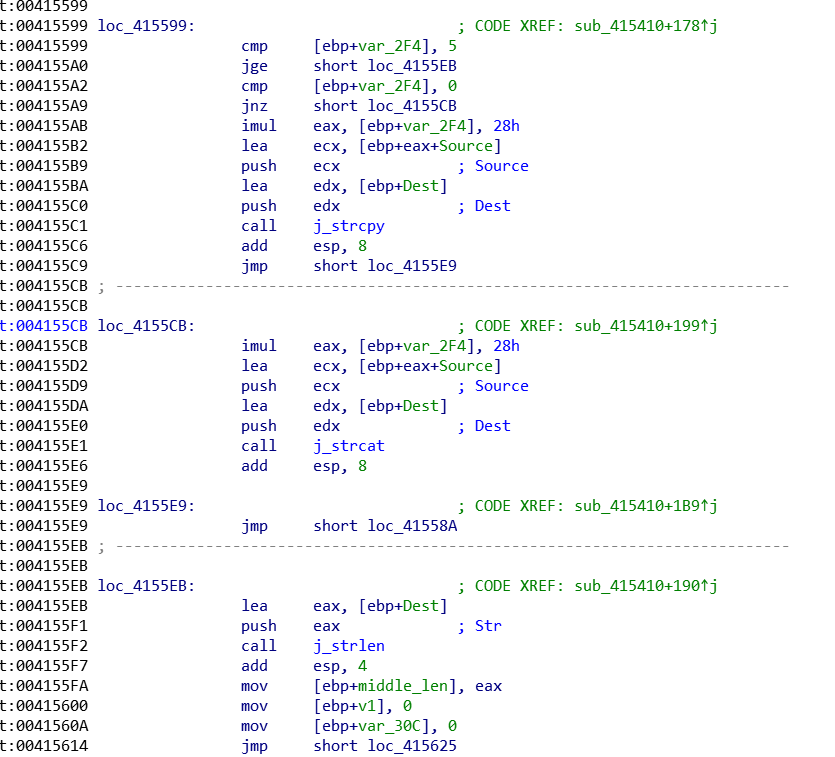 t:00415599
t:00415599 loc_415599: ; CODE XREF: sub_415410+178↑j
t:00415599 cmp [ebp+var_2F4], 5
t:004155A0 jge short loc_4155EB
t:004155A2 cmp [ebp+var_2F4], 0
t:004155A9 jnz short loc_4155CB
t:004155AB imul eax, [ebp+var_2F4], 28h
t:004155B2 lea ecx, [ebp+eax+Source]
t:004155B9 push ecx ; Source
t:004155BA lea edx, [ebp+Dest]
t:004155C0 push edx ; Dest
t:004155C1 call j_strcpy
t:004155C6 add esp, 8
t:004155C9 jmp short loc_4155E9
t:004155CB ; ---------------------------------------------------------------------------
t:004155CB
t:004155CB loc_4155CB: ; CODE XREF: sub_415410+199↑j
t:004155CB imul eax, [ebp+var_2F4], 28h
t:004155D2 lea ecx, [ebp+eax+Source]
t:004155D9 push ecx ; Source
t:004155DA lea edx, [ebp+Dest]
t:004155E0 push edx ; Dest
t:004155E1 call j_strcat
t:004155E6 add esp, 8
t:004155E9
t:004155E9 loc_4155E9: ; CODE XREF: sub_415410+1B9↑j
t:004155E9 jmp short loc_41558A
t:004155EB ; ---------------------------------------------------------------------------
t:004155EB
t:004155EB loc_4155EB: ; CODE XREF: sub_415410+190↑j
t:004155EB lea eax, [ebp+Dest]
t:004155F1 push eax ; Str
t:004155F2 call j_strlen
t:004155F7 add esp, 4
t:004155FA mov [ebp+middle_len], eax
t:00415600 mov [ebp+v1], 0
t:0041560A mov [ebp+var_30C], 0
t:00415614 jmp short loc_415625